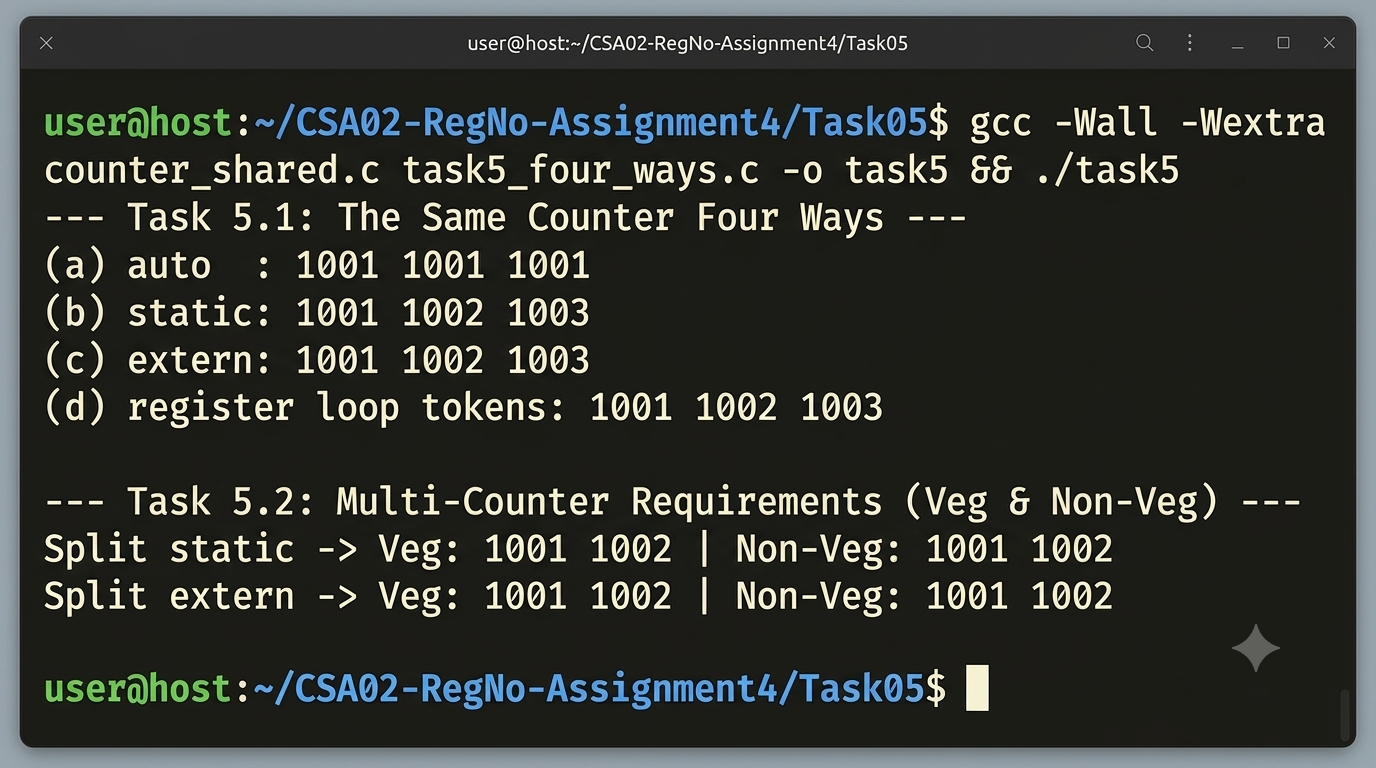 user@host:~/CSA02-RegNo-Assignment4/Task05
user@host:~/CSA02-RegNo-Assignment4/Task05$ gcc -Wall -Wextra
counter_shared.c task5_four_ways.c -o task5 && ./task5
--- Task 5.1: The Same Counter Four Ways ---
(a) auto  : 1001 1001 1001
(b) static: 1001 1002 1003
(c) extern: 1001 1002 1003
(d) register loop tokens: 1001 1002 1003
--- Task 5.2: Multi-Counter Requirements (Veg & Non-Veg) ---
Split static -> Veg: 1001 1002 | Non-Veg: 1001 1002
Split extern -> Veg: 1001 1002 | Non-Veg: 1001 1002
user@host:~/CSA02-RegNo-Assignment4/Task05$